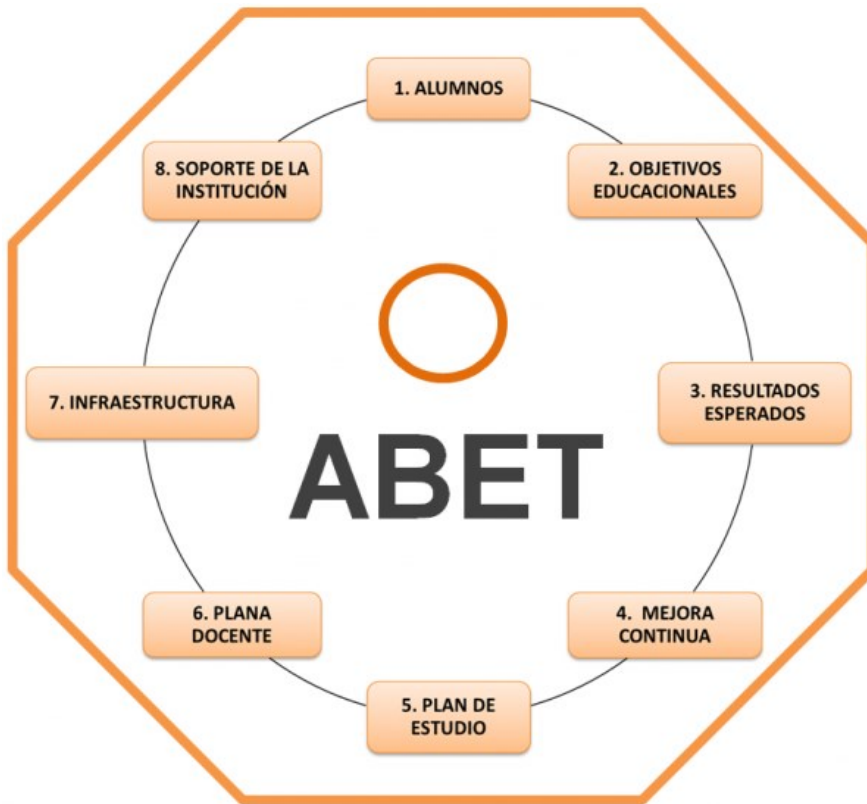 1. ALUMNOS
2. OBJETIVOS
EDUCACIONALES
3. RESULTADOS
ESPERADOS
4. MEJORA
CONTINUA
5. PLAN DE
ESTUDIO
6. PLANA
DOCENTE
7. INFRAESTRUCTURA
8. SOPORTE DE LA
INSTITUCIÓN
ABET